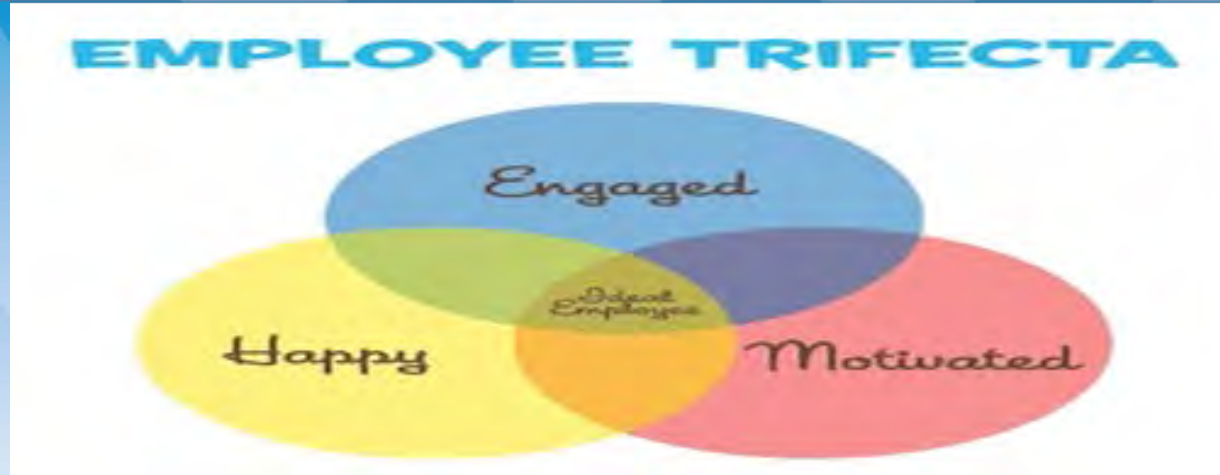 EMPLOYEE TRIFECTA
Engaged
Ideal
Employee
Happy
Motivated